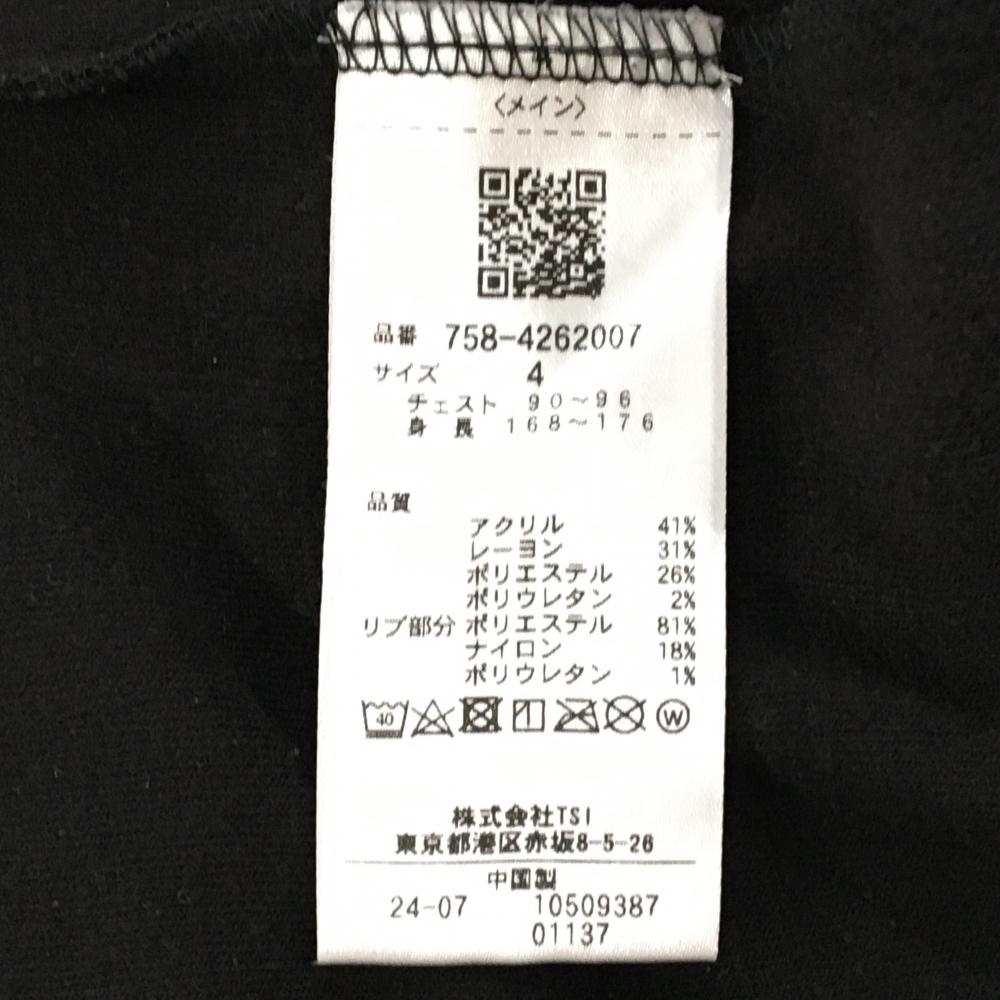 〈メイン〉
品番 758-4262007
サイズ 4
チェスト 90~96
身長 168~176
品質
アクリル 41%
レーヨン 31%
ポリエステル 26%
ポリウレタン 2%
リブ部分 ポリエステル 81%
ナイロン 18%
ポリウレタン 1%
40 W
株式会社TSI
東京都港区赤坂8-5-26
中国製
24-07 10509387
01137